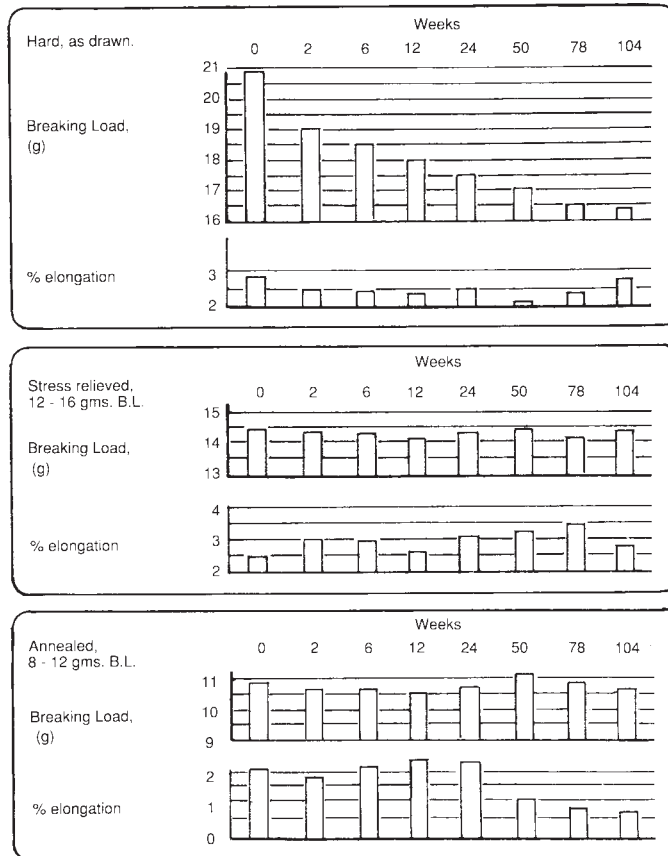 Weeks
Hard, as drawn.
0 2 6 12 24 50 78 104
21
20
Breaking Load,
(g)
19
18
17
16
% elongation
3
2
Weeks
Stress relieved,
12 - 16 gms. B.L.
0 2 6 12 24 50 78 104
15
Breaking Load,
(g)
14
13
4
% elongation
3
2
Weeks
Annealed,
8 - 12 gms. B.L.
0 2 6 12 24 50 78 104
11
Breaking Load,
(g)
10
9
2
% elongation
1
0